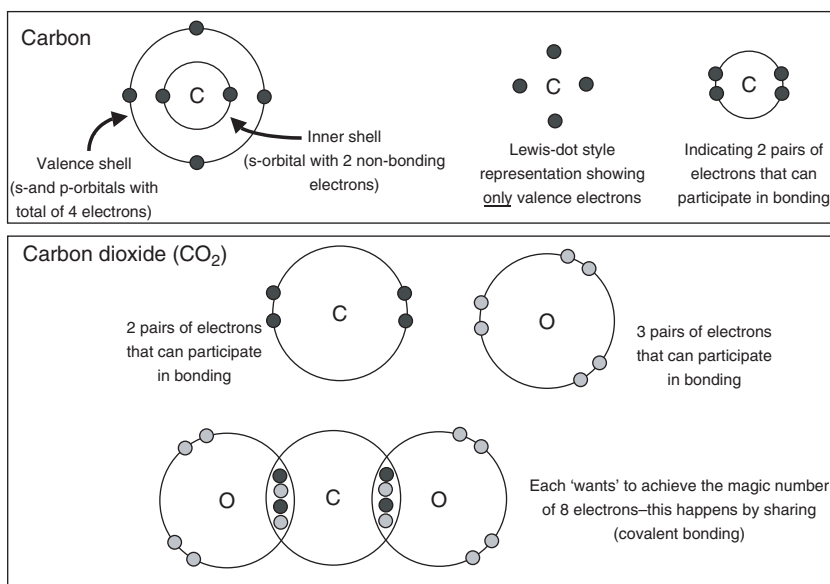 Carbon
C
Valence shell
(s-and p-orbitals with
total of 4 electrons)
Inner shell
(s-orbital with 2 non-bonding
electrons)
C
Lewis-dot style
representation showing
only valence electrons
C
Indicating 2 pairs of
electrons that can
participate in bonding
Carbon dioxide (CO₂)
2 pairs of electrons
that can participate
in bonding
C
O
3 pairs of electrons
that can participate
in bonding
O
C
O
Each ‘wants’ to achieve the magic number
of 8 electrons–this happens by sharing
(covalent bonding)